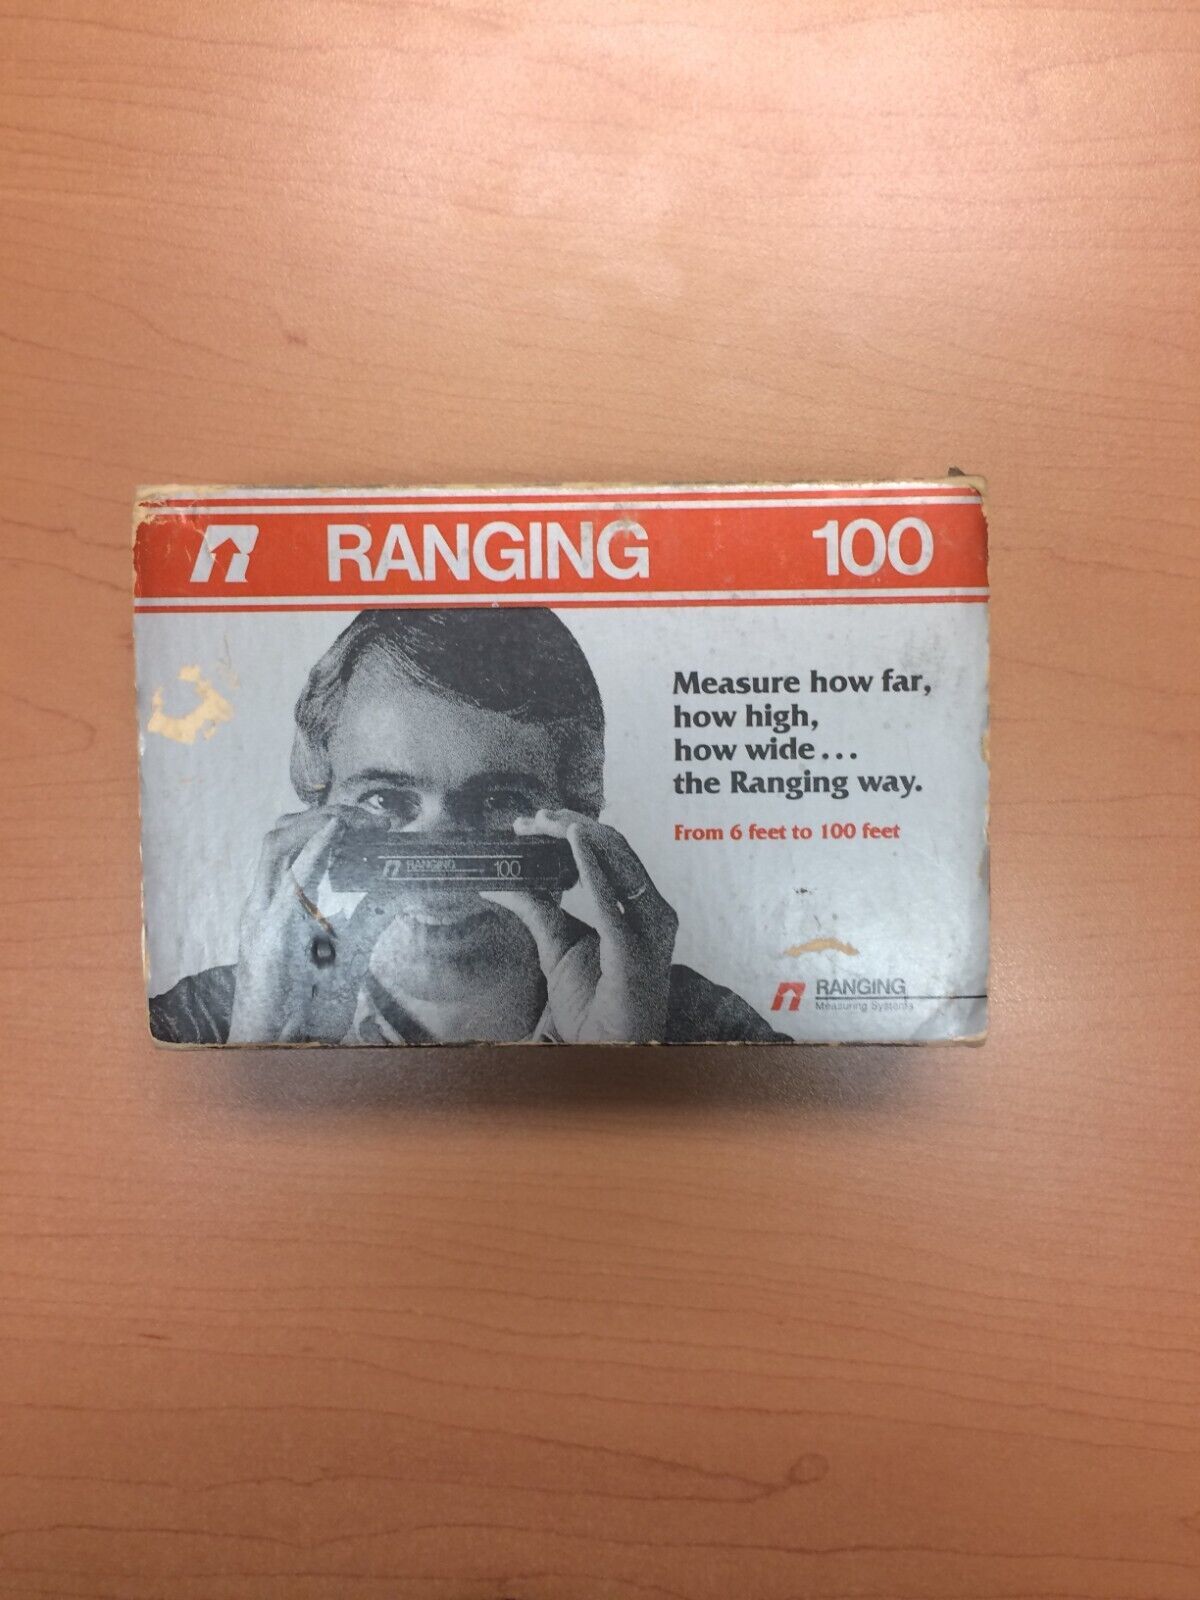 RANGING 100
Measure how far,
how high,
how wide...
the Ranging way.
From 6 feet to 100 feet
RANGING 100
RANGING
Measuring Systems